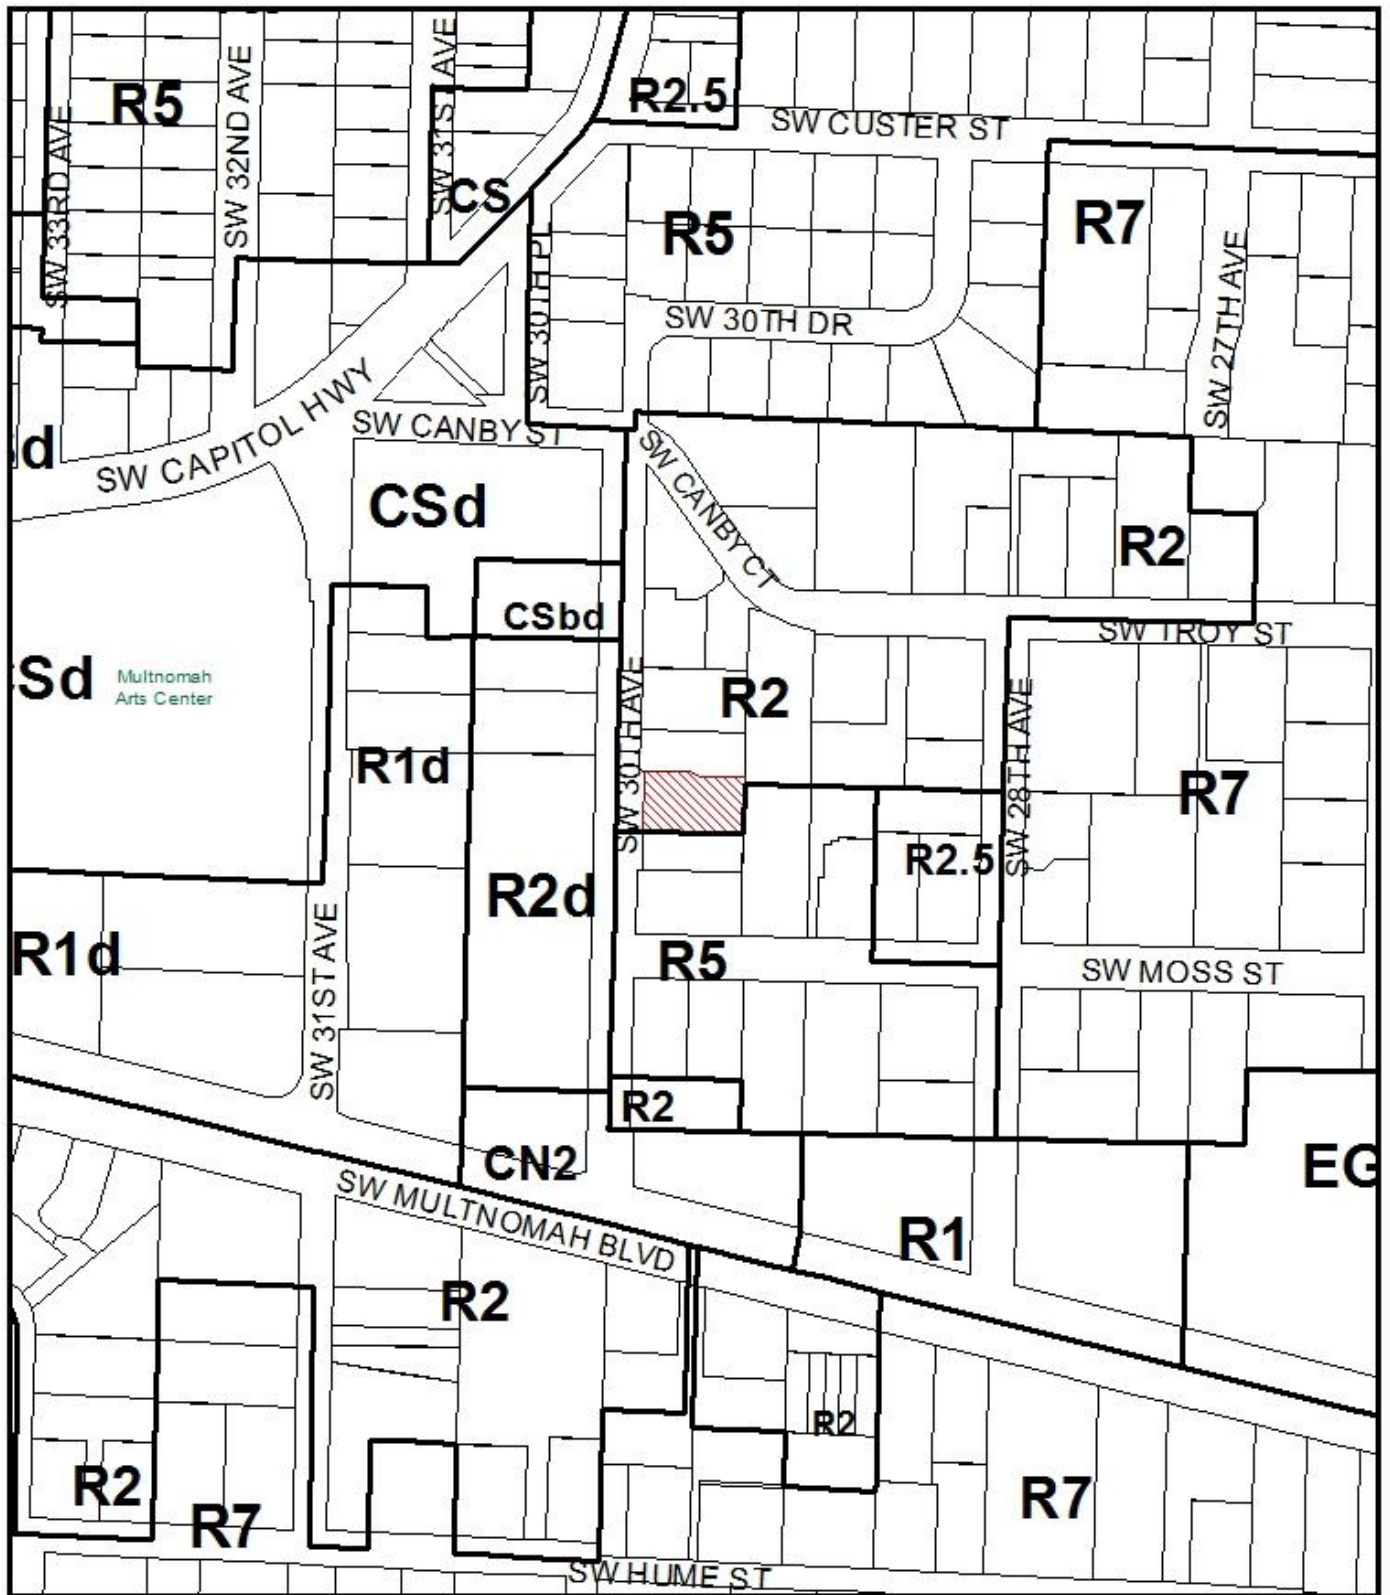 R5
SW 33RD AVE
SW 32ND AVE
SW 31ST AVE
CS
R2.5
SW CUSTER ST
R5
R7
SW 30TH PL
SW 30TH DR
SW 27TH AVE
SW CAPITOL HWY
SW CANBY ST
SW CANBY CT
CSd
R2
CSbd
SW TROY ST
Multnomah
Arts Center
R2
SW 30TH AVE
SW 28TH AVE
R1d
R7
R2.5
R2d
R1d
SW 31ST AVE
R5
SW MOSS ST
R2
CN2
EG
SW MULTNOMAH BLVD
R1
R2
R2
R2
R7
R7
SW HUME ST